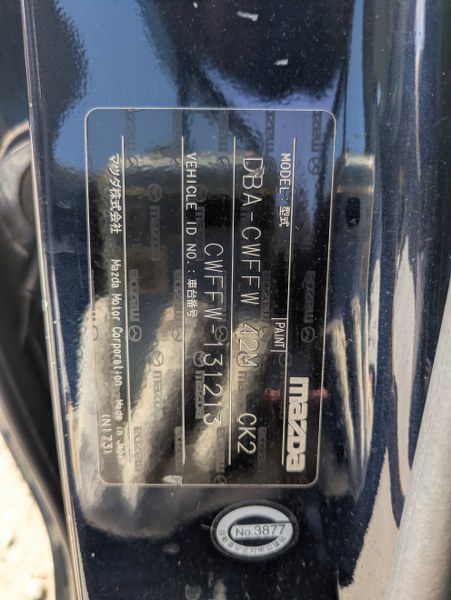 mazda
MODEL: 型式 PAINT
DBA-CWFFW 42M CK2
VEHICLE ID NO.: 車台番号
CWFFW-131213
マツダ株式会社 Mazda Motor Corporation Made in Japan
(N173)
No.3877